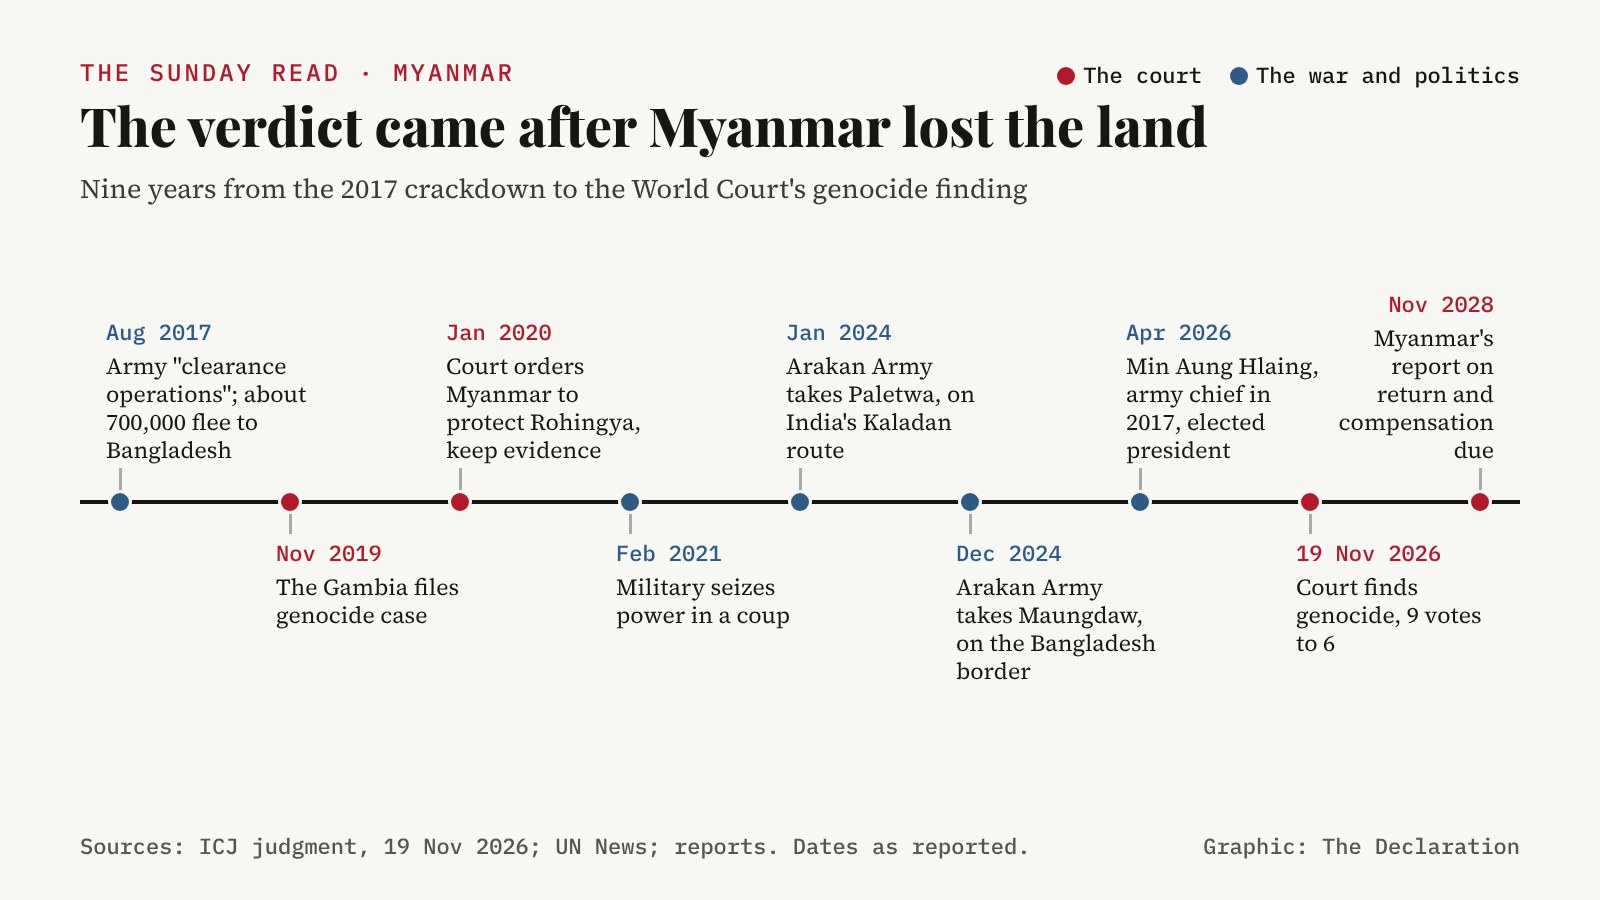 THE SUNDAY READ · MYANMAR
The court
The war and politics
The verdict came after Myanmar lost the land
Nine years from the 2017 crackdown to the World Court's genocide finding
Aug 2017
Army "clearance
operations"; about
700,000 flee to
Bangladesh
Nov 2019
The Gambia files
genocide case
Jan 2020
Court orders
Myanmar to
protect Rohingya,
keep evidence
Feb 2021
Military seizes
power in a coup
Jan 2024
Arakan Army
takes Paletwa, on
India's Kaladan
route
Dec 2024
Arakan Army
takes Maungdaw,
on the Bangladesh
border
Apr 2026
Min Aung Hlaing,
army chief in
2017, elected
president
19 Nov 2026
Court finds
genocide, 9 votes
to 6
Nov 2028
Myanmar's
report on
return and
compensation
due
Sources: ICJ judgment, 19 Nov 2026; UN News; reports. Dates as reported.
Graphic: The Declaration